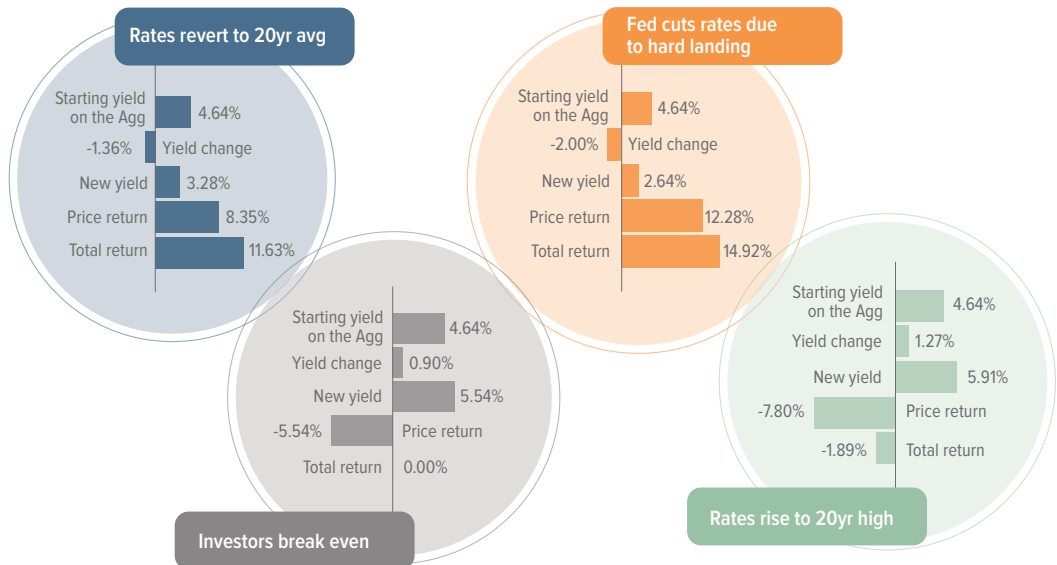 Rates revert to 20yr avg
Starting yield
on the Agg
4.64%
-1.36%
Yield change
New yield
3.28%
Price return
8.35%
Total return
11.63%
Fed cuts rates due
to hard landing
Starting yield
on the Agg
4.64%
-2.00%
Yield change
New yield
2.64%
Price return
12.28%
Total return
14.92%
Starting yield
on the Agg
4.64%
Yield change
0.90%
New yield
5.54%
-5.54%
Price return
Total return
0.00%
Investors break even
Starting yield
on the Agg
4.64%
Yield change
1.27%
New yield
5.91%
-7.80%
Price return
-1.89%
Total return
Rates rise to 20yr high